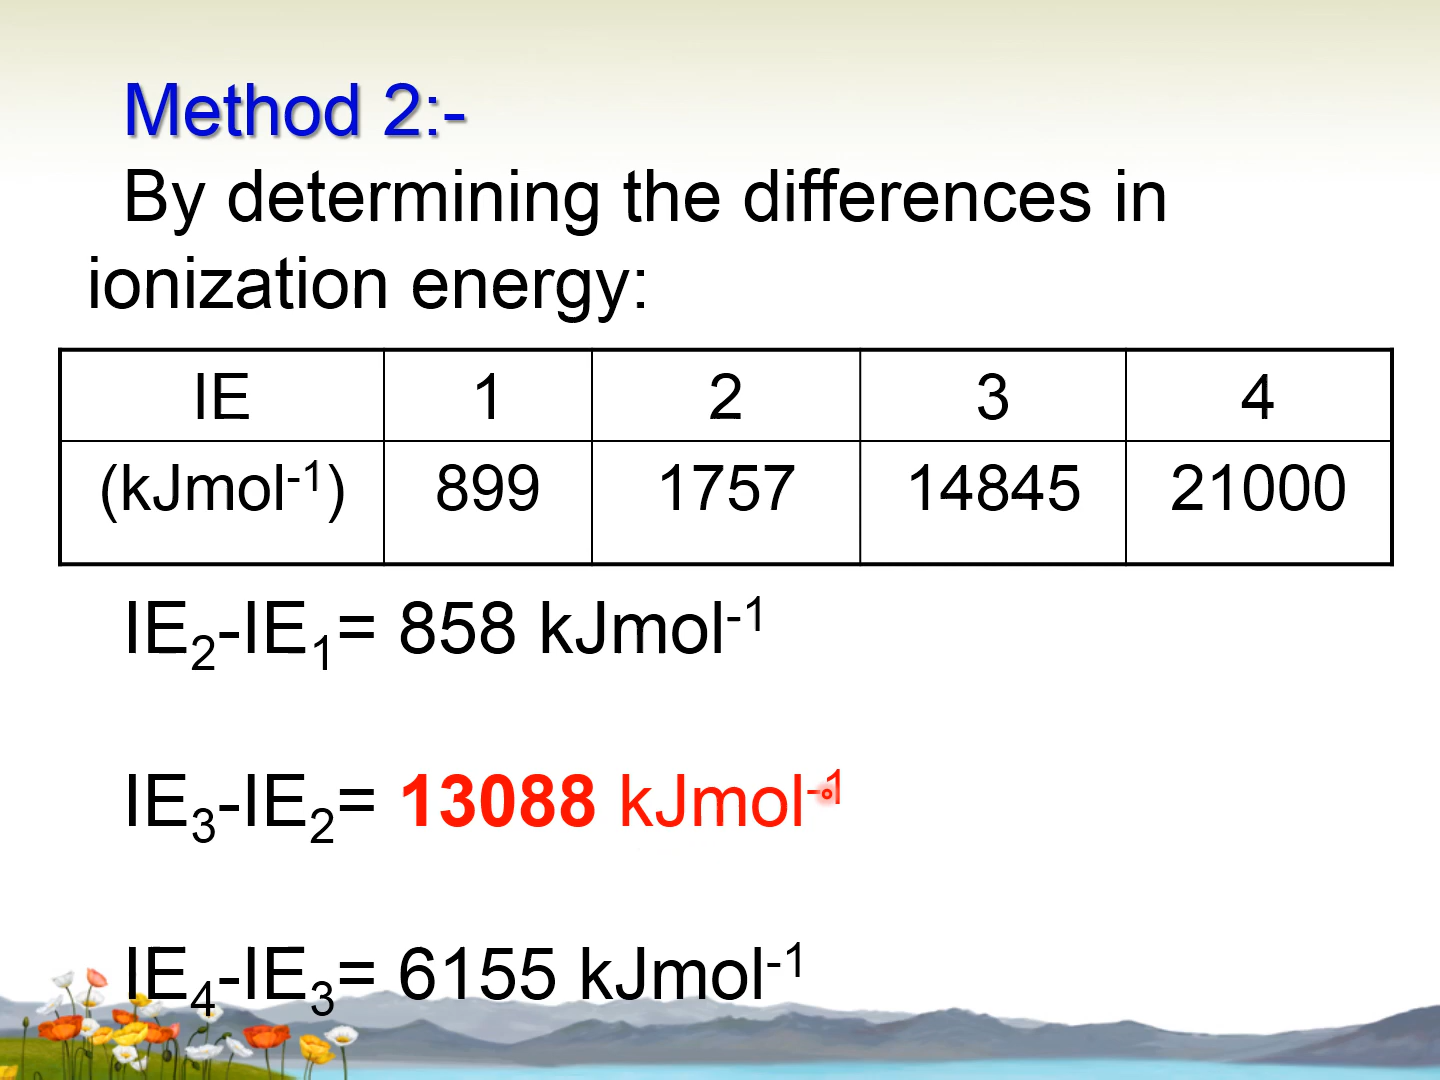 Method 2:-
By determining the differences in
ionization energy:
IE 1 2 3 4
(kJmol⁻¹) 899 1757 14845 21000
IE₂-IE₁= 858 kJmol⁻¹
IE₃-IE₂= 13088 kJmol⁻¹
IE₄-IE₃= 6155 kJmol⁻¹